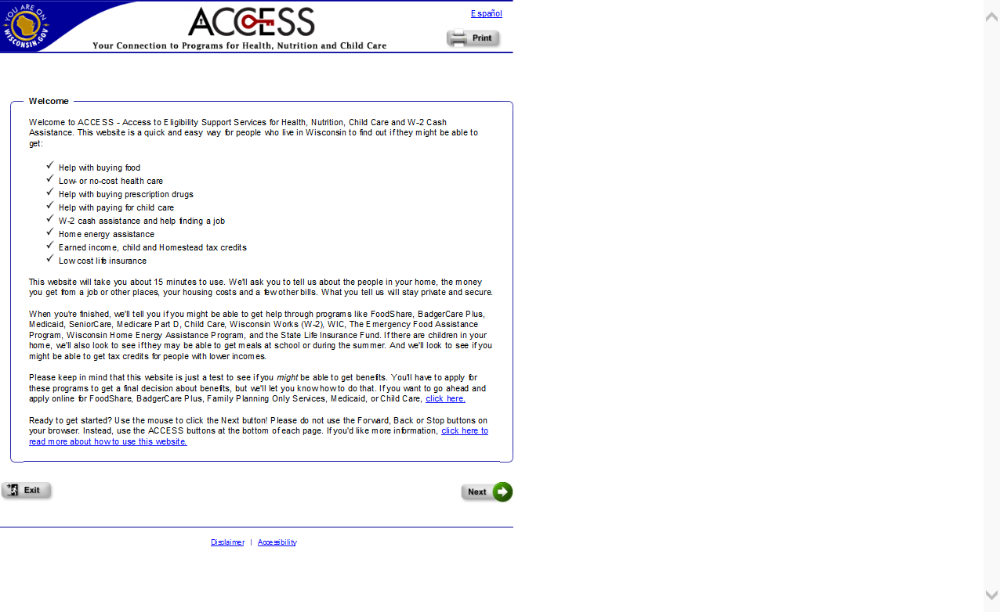 YOU ARE ON
WISCONSIN.GOV
ACCESS
Your Connection to Programs for Health, Nutrition and Child Care
Español
Print
Welcome
Welcome to ACCESS - Access to Eligibility Support Services for Health, Nutrition, Child Care and W-2 Cash
Assistance. This website is a quick and easy way for people who live in Wisconsin to find out if they might be able to
get:
Help with buying food
Low- or no-cost health care
Help with buying prescription drugs
Help with paying for child care
W-2 cash assistance and help finding a job
Home energy assistance
Earned income, child and Homestead tax credits
Low cost life insurance
This website will take you about 15 minutes to use. We'll ask you to tell us about the people in your home, the money
you get from a job or other places, your housing costs and a few other bills. What you tell us will stay private and secure.
When you're finished, we'll tell you if you might be able to get help through programs like FoodShare, BadgerCare Plus,
Medicaid, SeniorCare, Medicare Part D, Child Care, Wisconsin Works (W-2), WIC, The Emergency Food Assistance
Program, Wisconsin Home Energy Assistance Program, and the State Life Insurance Fund. If there are children in your
home, we'll also look to see if they may be able to get meals at school or during the summer. And we'll look to see if you
might be able to get tax credits for people with lower incomes.
Please keep in mind that this website is just a test to see if you might be able to get benefits. You'll have to apply for
these programs to get a final decision about benefits, but we'll let you know how to do that. If you want to go ahead and
apply online for FoodShare, BadgerCare Plus, Family Planning Only Services, Medicaid, or Child Care, click here.
Ready to get started? Use the mouse to click the Next button! Please do not use the Forward, Back or Stop buttons on
your browser. Instead, use the ACCESS buttons at the bottom of each page. If you'd like more information, click here to
read more about how to use this website.
Exit
Next
Disclaimer | Accessibility